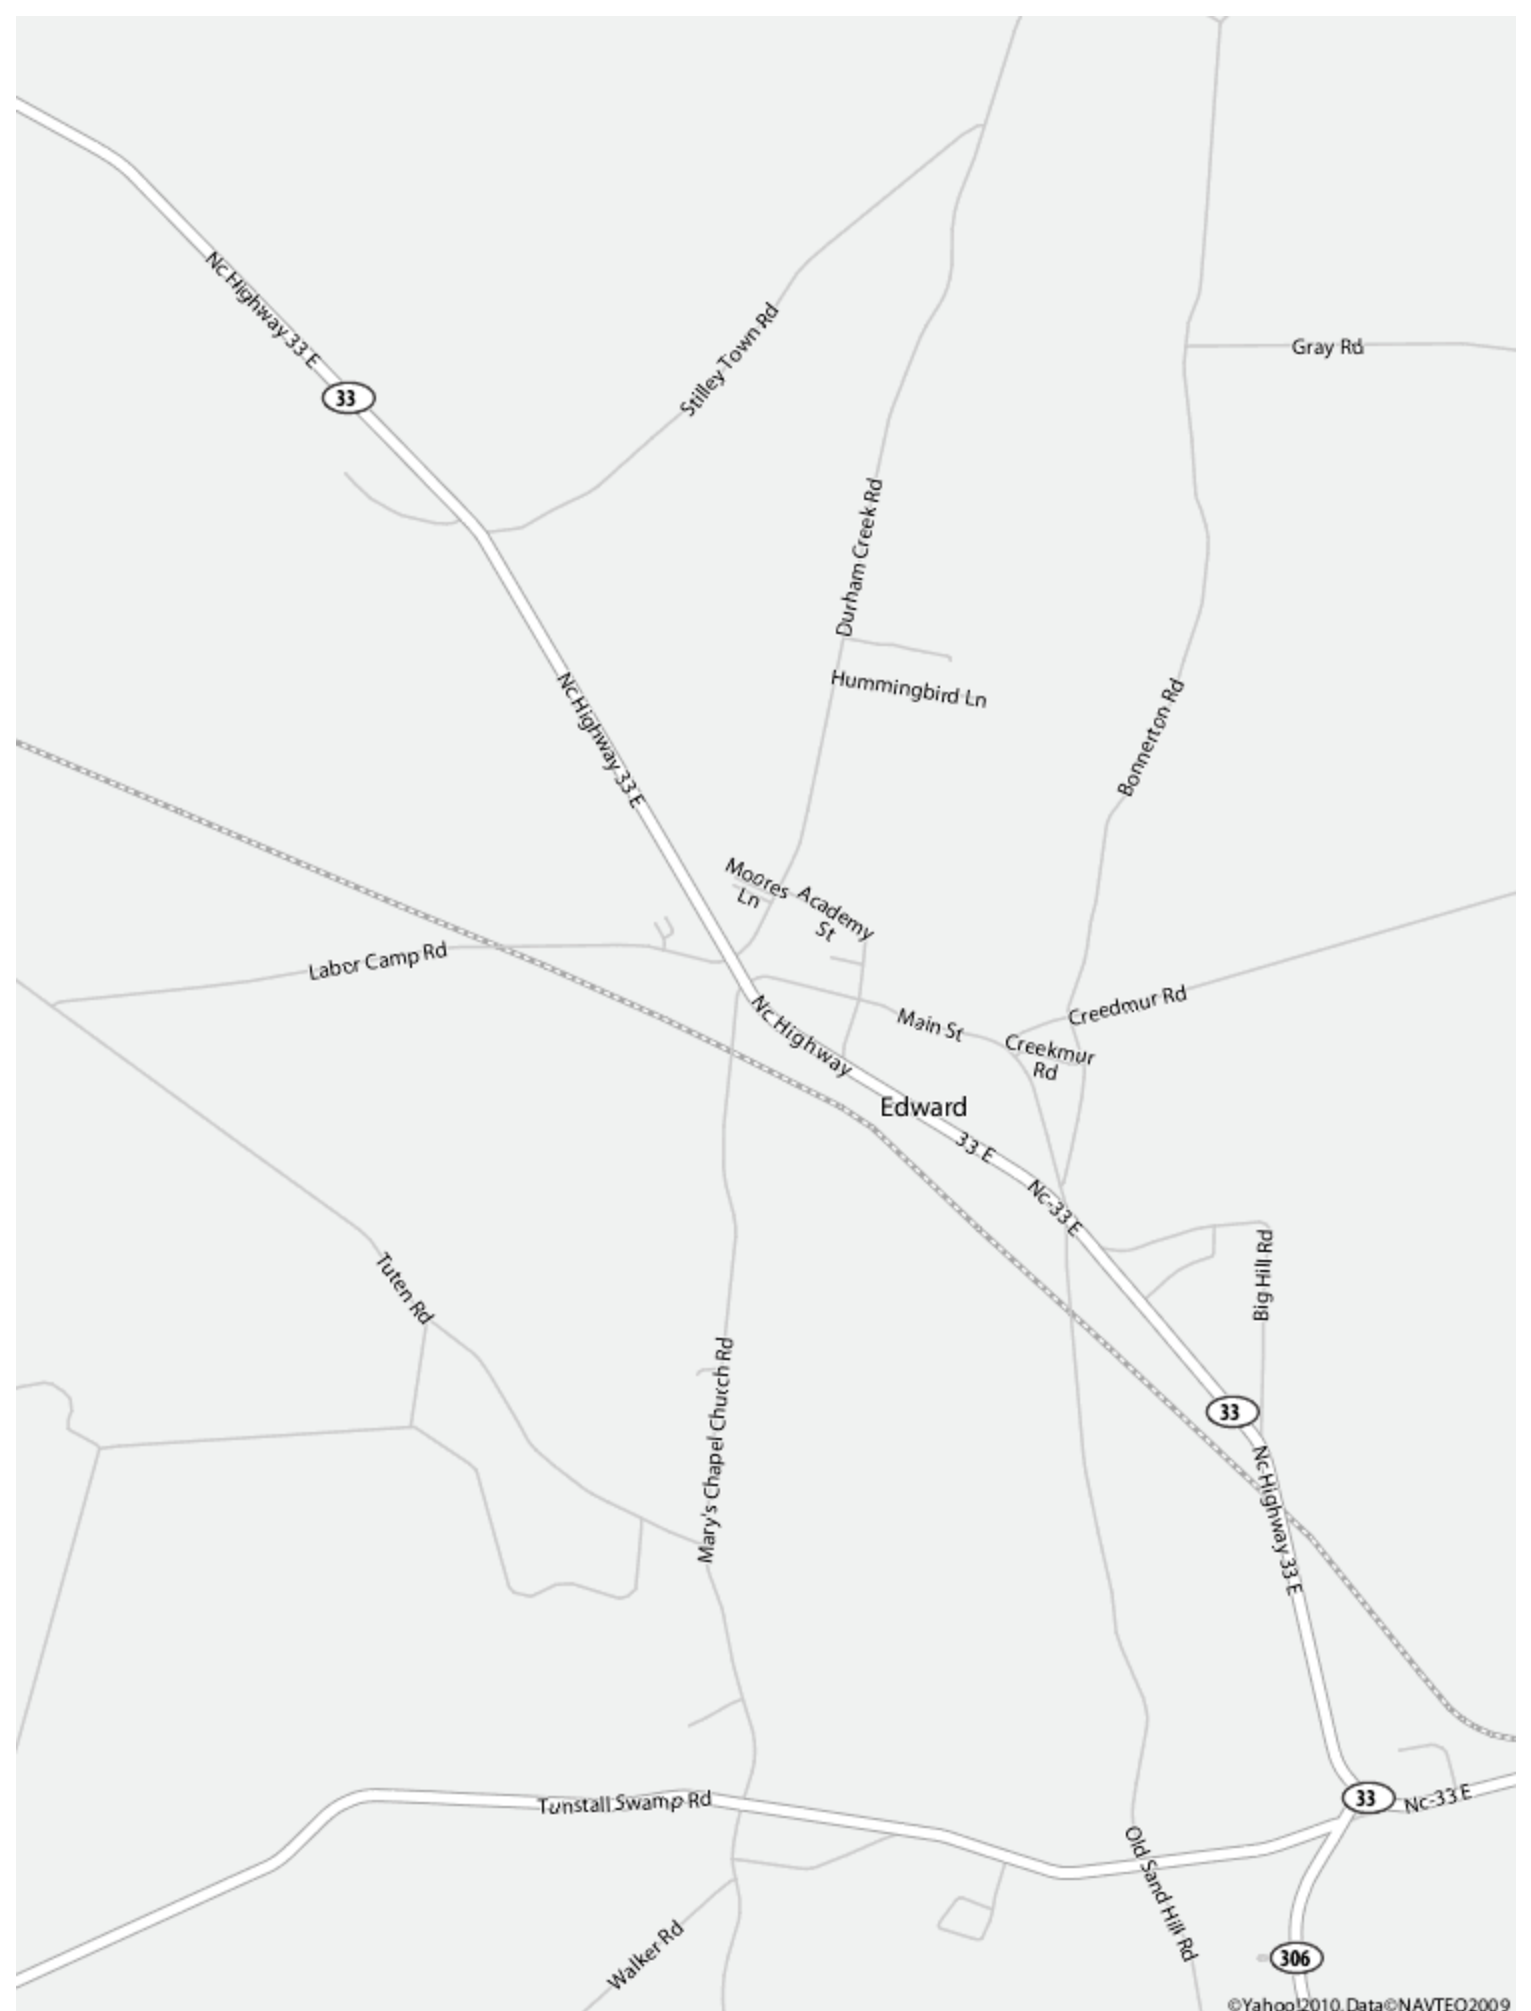 Nc Highway 33 E
33
Stilley Town Rd
Gray Rd
Durham Creek Rd
Hummingbird Ln
Bonnerton Rd
Nc Highway 33 E
Moores
Ln
Academy
St
Labor Camp Rd
Nc Highway
Main St
Creedmur Rd
Creekmur
Rd
Edward
33 E
Nc-33 E
Tuten Rd
Big Hill Rd
Mary's Chapel Church Rd
33
Nc Highway 33 E
Tunstall Swamp Rd
33
Nc-33 E
Old Sand Hill Rd
Walker Rd
306
©Yahoo!2010, Data©NAVTEQ2009